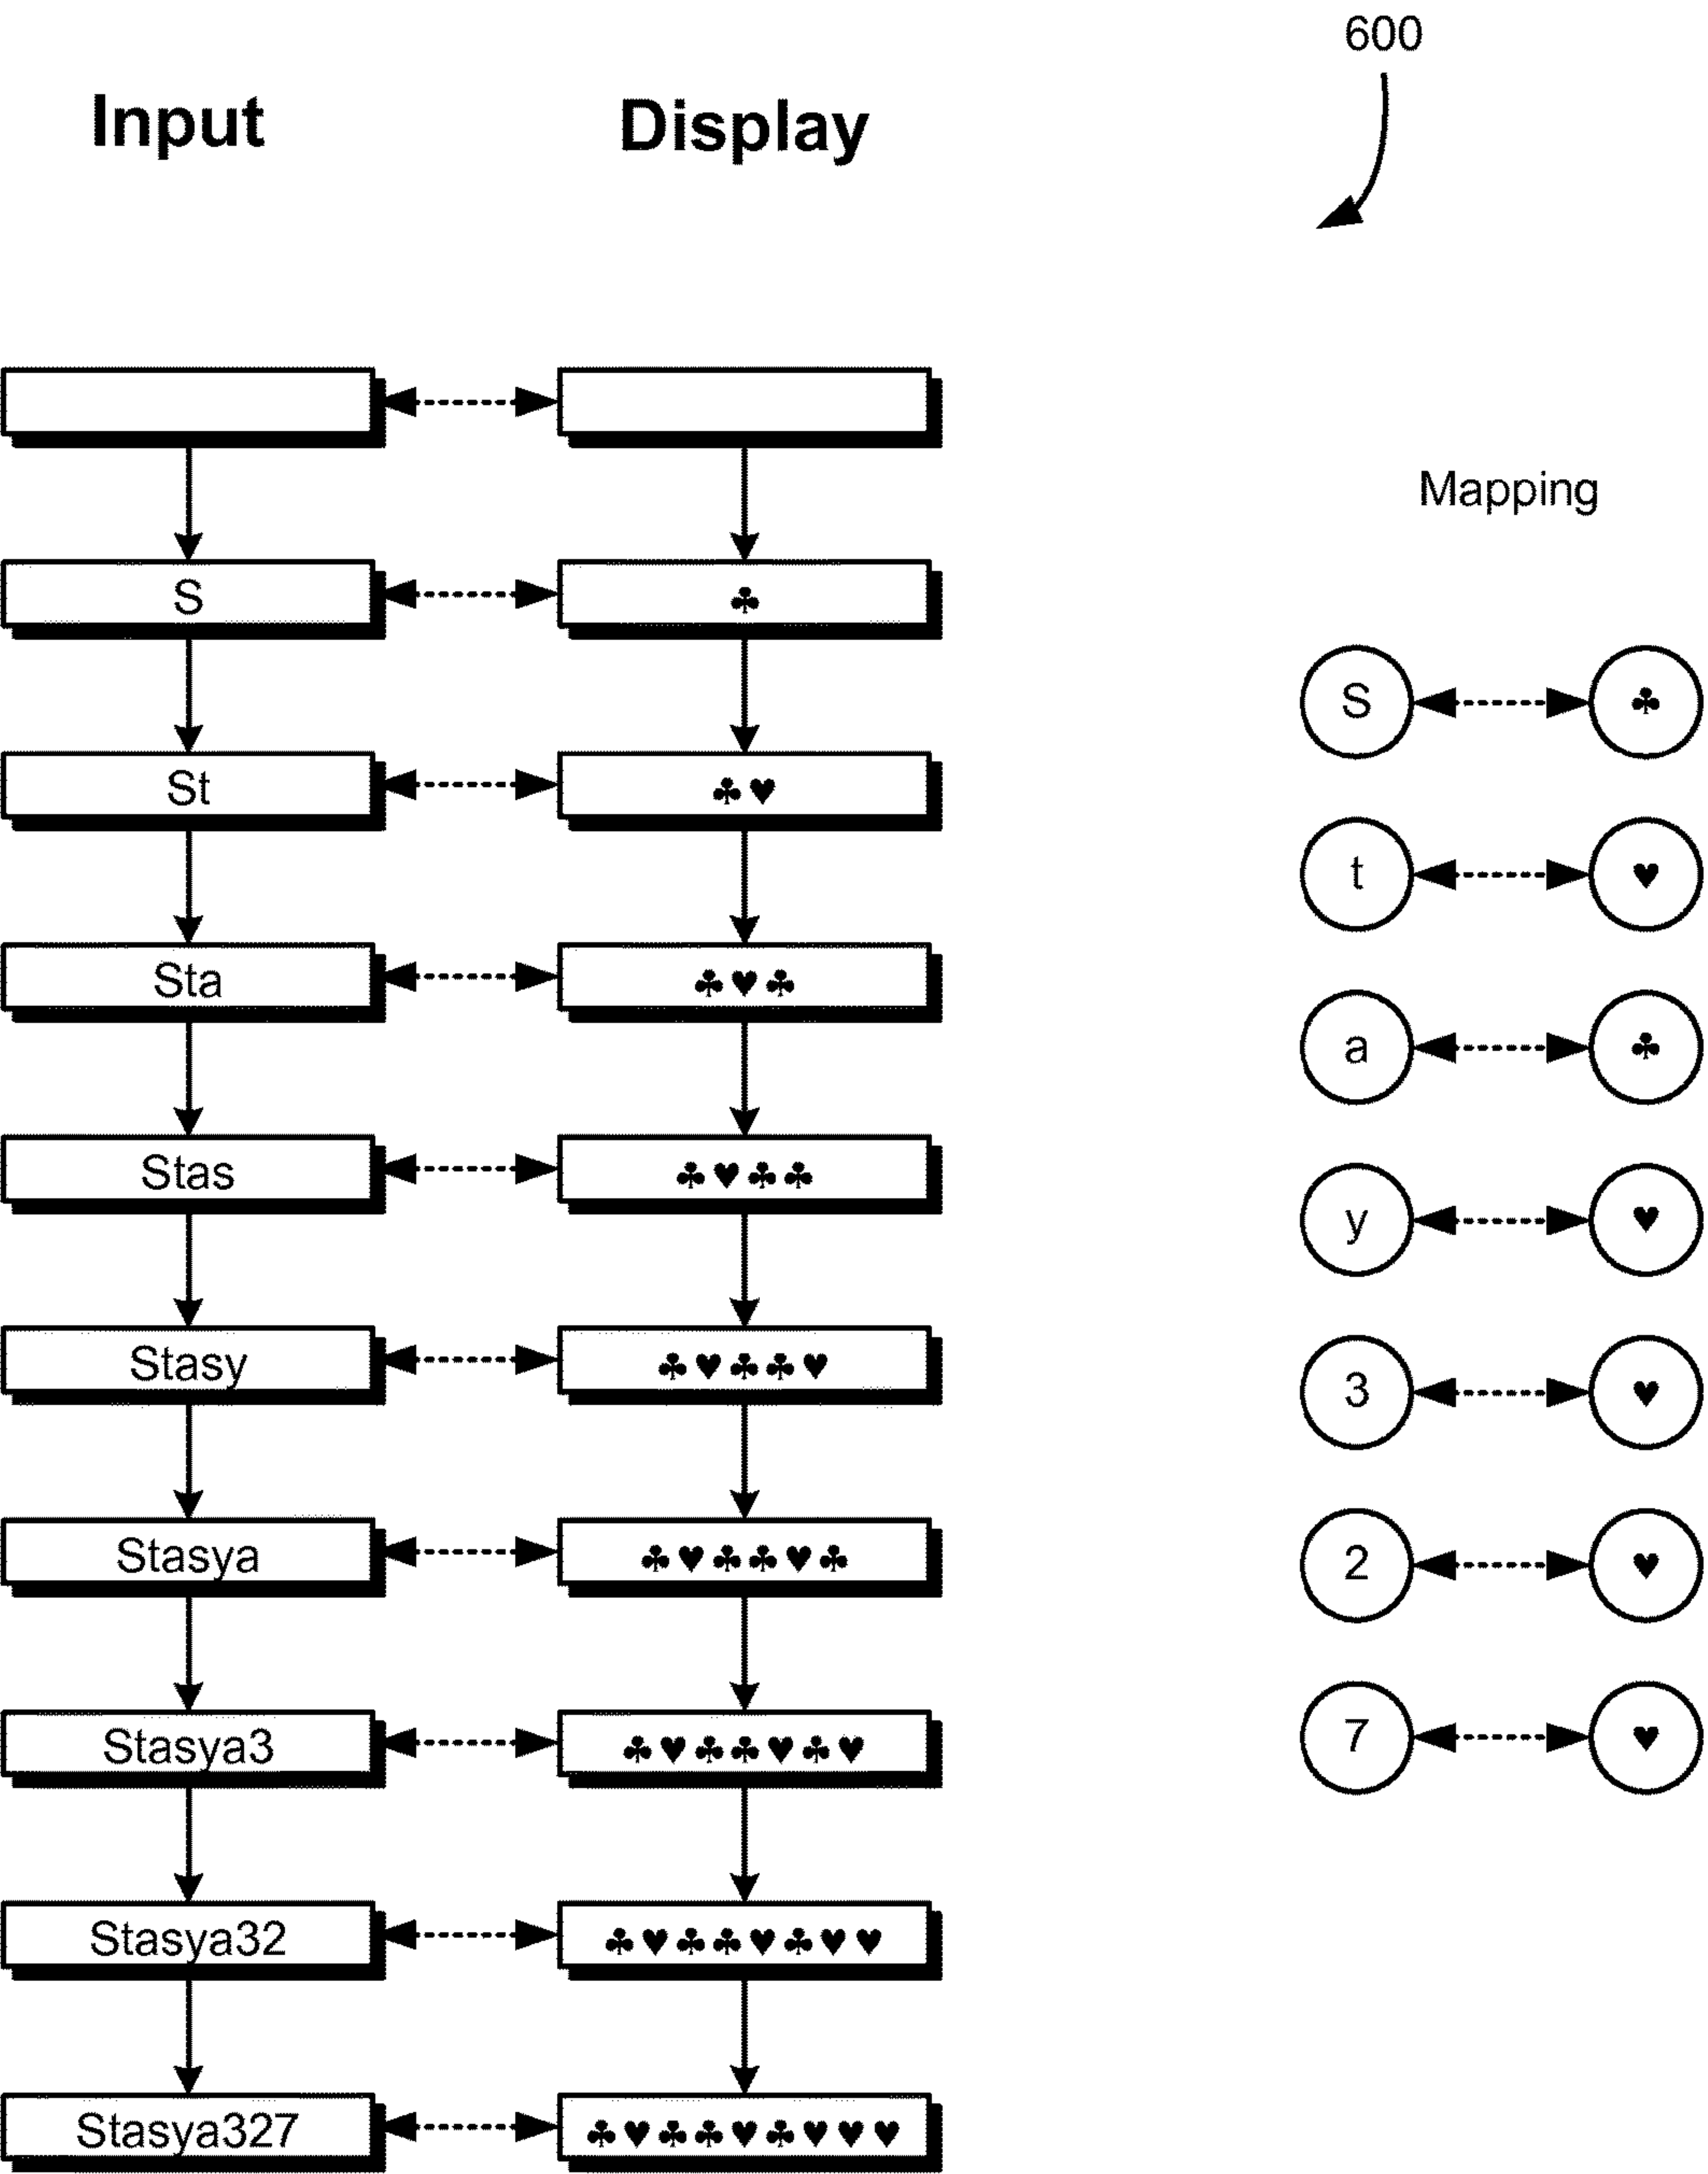 600
Input Display
Mapping
S ♣
St ♣♥
Sta ♣♥♣
Stas ♣♥♣♣
Stasy ♣♥♣♣♥
Stasya ♣♥♣♣♥♣
Stasya3 ♣♥♣♣♥♣♥
Stasya32 ♣♥♣♣♥♣♥♥
Stasya327 ♣♥♣♣♥♣♥♥♥
S ♣
t ♥
a ♣
y ♥
3 ♥
2 ♥
7 ♥